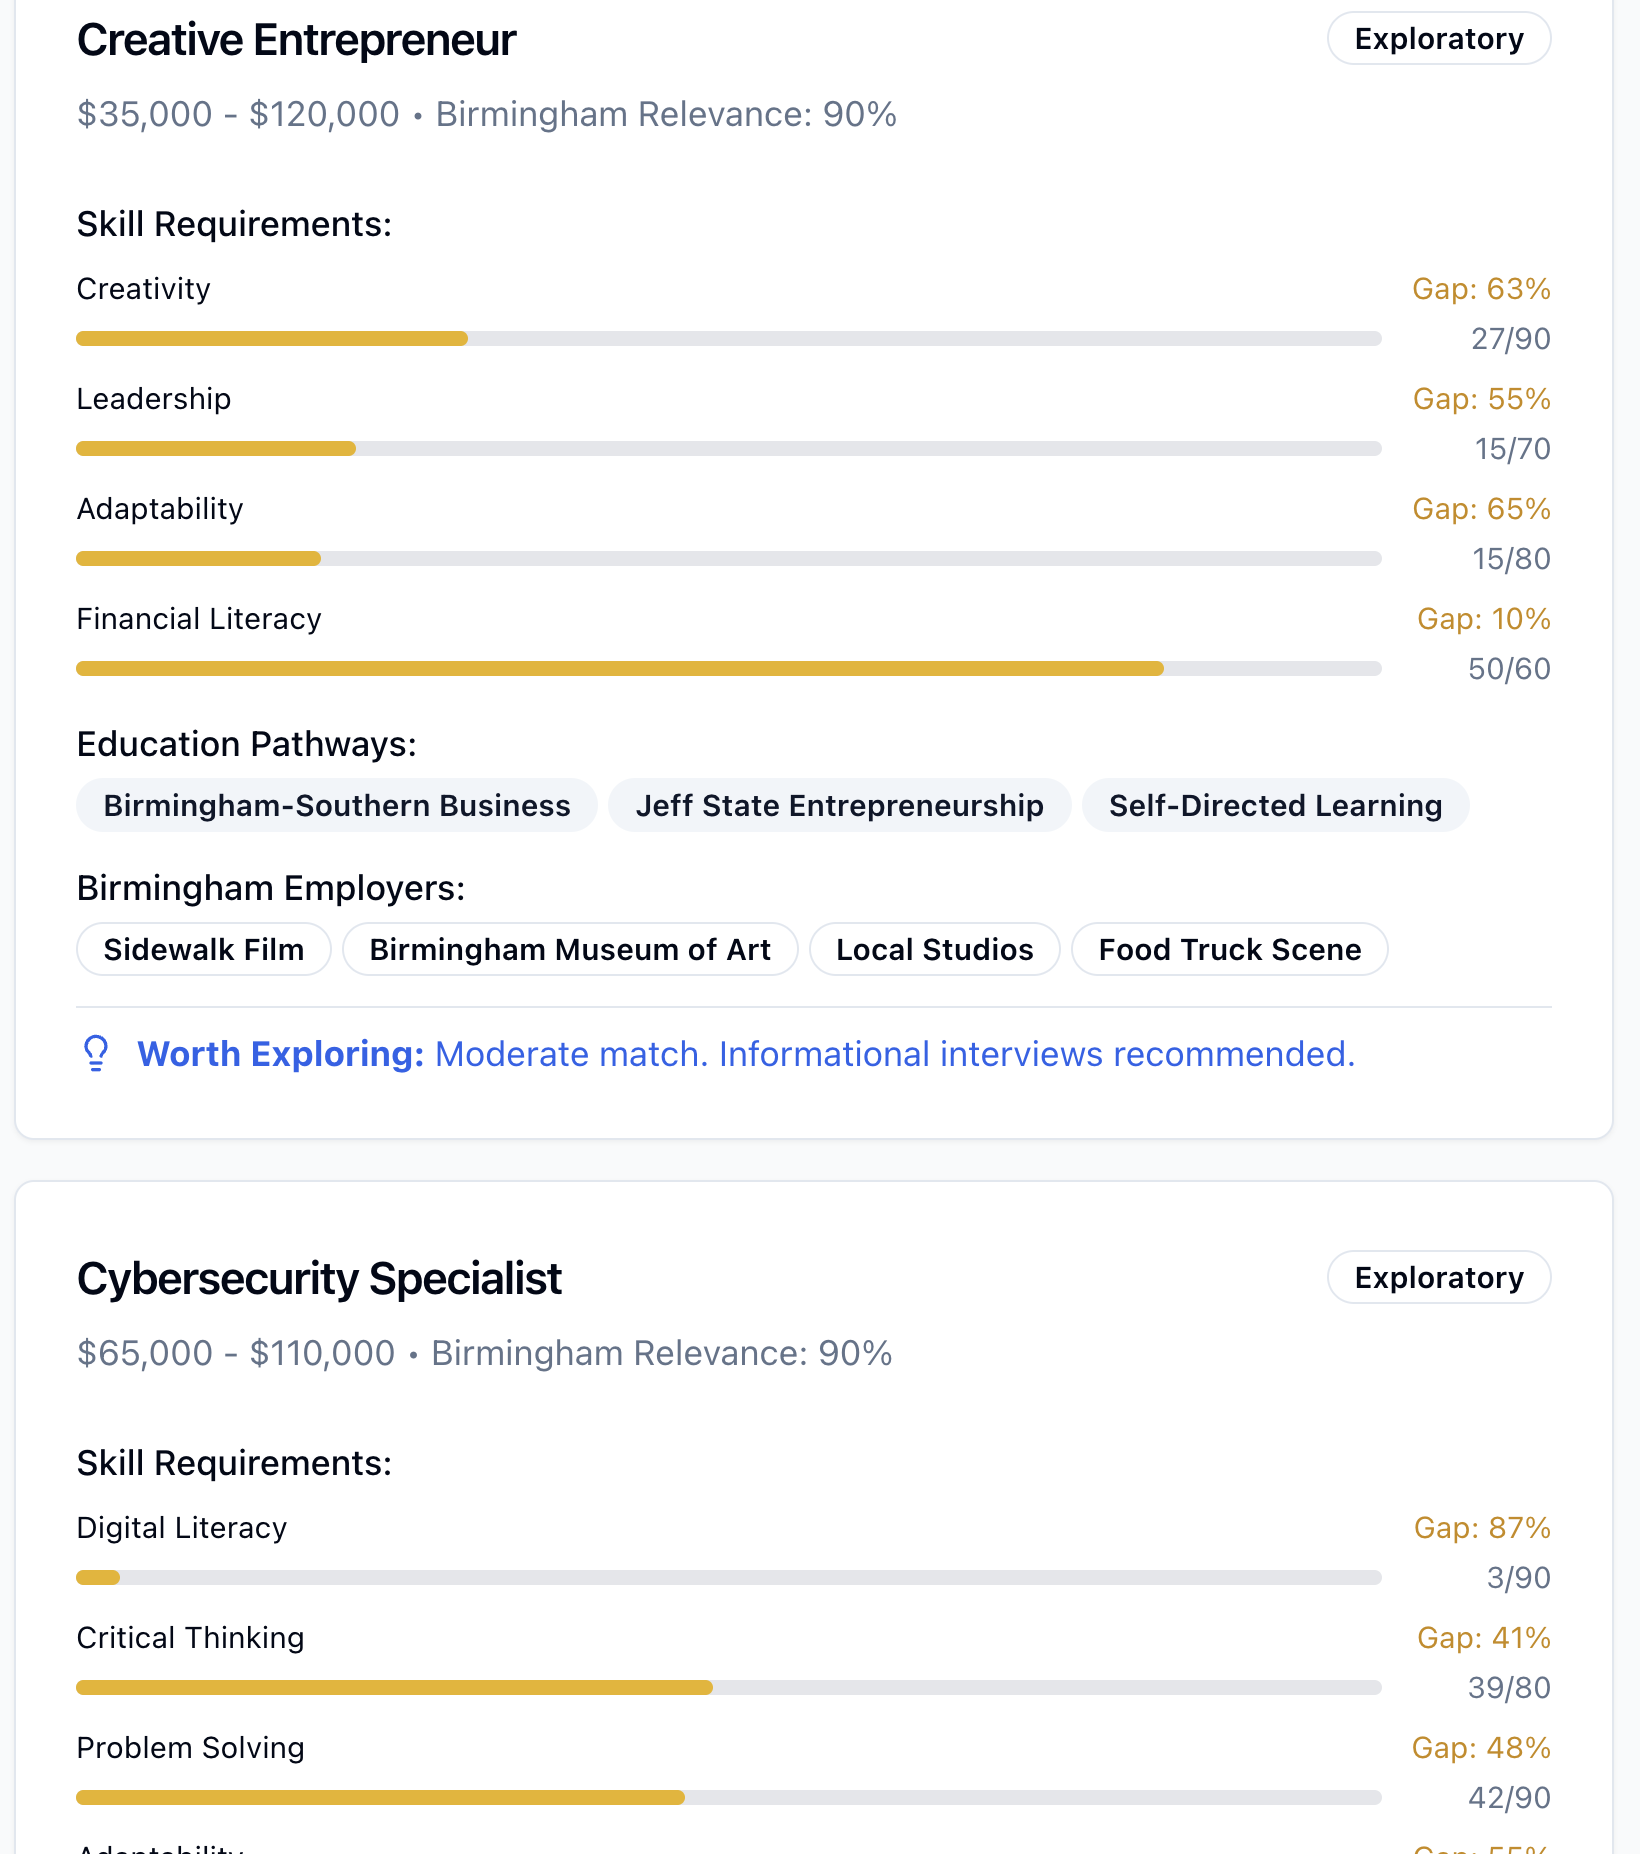 Creative Entrepreneur
Exploratory
$35,000 - $120,000 • Birmingham Relevance: 90%
Skill Requirements:
Creativity
Gap: 63%
27/90
Leadership
Gap: 55%
15/70
Adaptability
Gap: 65%
15/80
Financial Literacy
Gap: 10%
50/60
Education Pathways:
Birmingham-Southern Business
Jeff State Entrepreneurship
Self-Directed Learning
Birmingham Employers:
Sidewalk Film
Birmingham Museum of Art
Local Studios
Food Truck Scene
Worth Exploring: Moderate match. Informational interviews recommended.
Cybersecurity Specialist
Exploratory
$65,000 - $110,000 • Birmingham Relevance: 90%
Skill Requirements:
Digital Literacy
Gap: 87%
3/90
Critical Thinking
Gap: 41%
39/80
Problem Solving
Gap: 48%
42/90
Adaptability
Gap: 55%